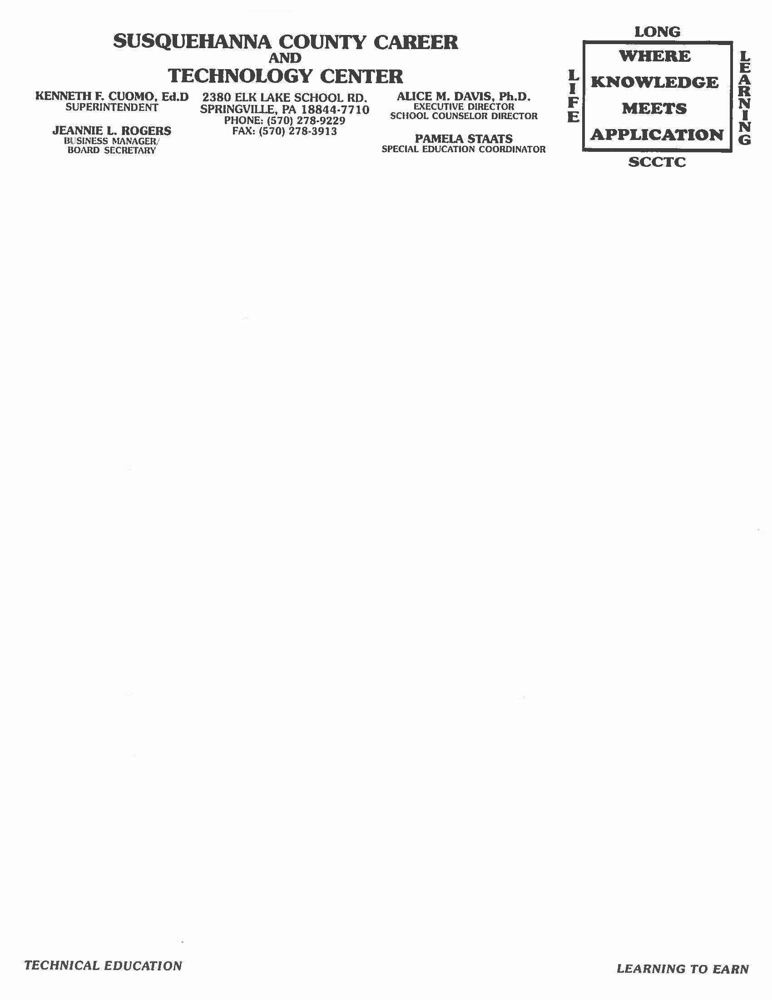 SUSQUEHANNA COUNTY CAREER
AND
TECHNOLOGY CENTER
KENNETH F. CUOMO, Ed.D
SUPERINTENDENT
JEANNIE L. ROGERS
BUSINESS MANAGER/
BOARD SECRETARY
2380 ELK LAKE SCHOOL RD.
SPRINGVILLE, PA 18844-7710
PHONE: (570) 278-9229
FAX: (570) 278-3913
ALICE M. DAVIS, Ph.D.
EXECUTIVE DIRECTOR
SCHOOL COUNSELOR DIRECTOR
PAMELA STAATS
SPECIAL EDUCATION COORDINATOR
LIFE
LONG
LEARNING
WHERE
KNOWLEDGE
MEETS
APPLICATION
SCCTC
TECHNICAL EDUCATION
LEARNING TO EARN